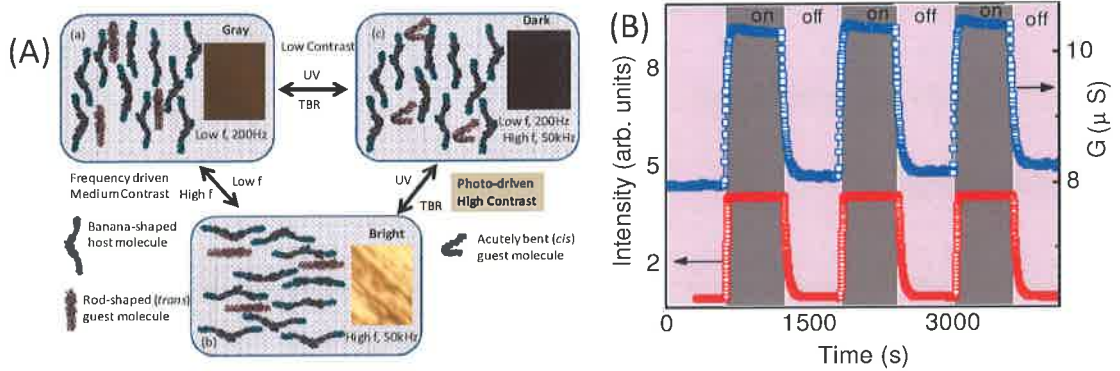 (A)
(a)
Gray
Low f, 200Hz
Low Contrast
UV
TBR
(c)
Dark
Low f, 200Hz
High f, 50kHz
Frequency driven
Medium Contrast
High f
Low f
UV
TBR
Photo-driven
High Contrast
Banana-shaped
host molecule
Rod-shaped (trans)
guest molecule
Bright
High f, 50kHz
(b)
Acutely bent (cis)
guest molecule
(B)
on off on off on off
Intensity (arb. units)
8
5
2
10
8
G (μ S)
0 1500 3000
Time (s)